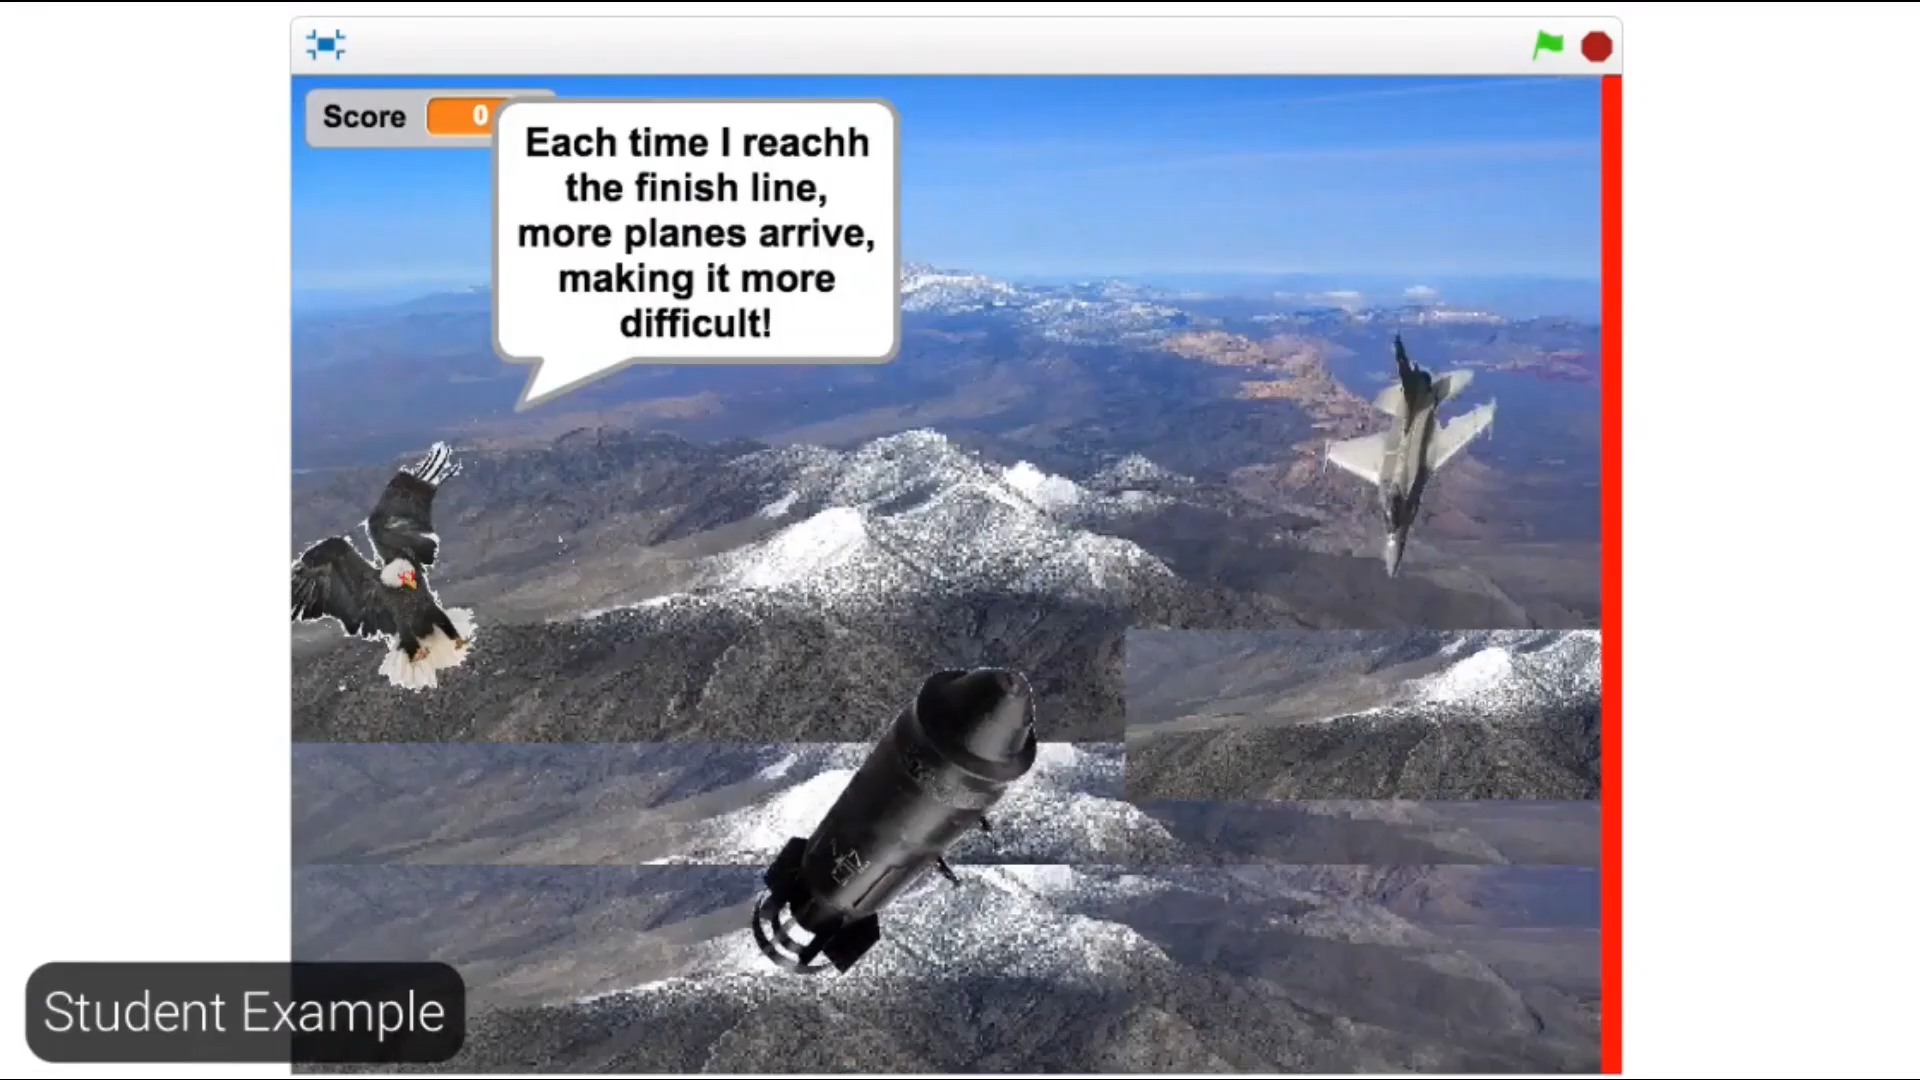 Score 0
Each time I reachh
the finish line,
more planes arrive,
making it more
difficult!
Student Example